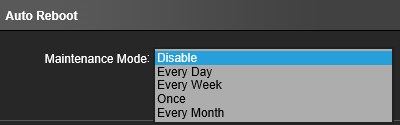 Auto Reboot
Maintenance Mode: Disable
Every Day
Every Week
Once
Every Month